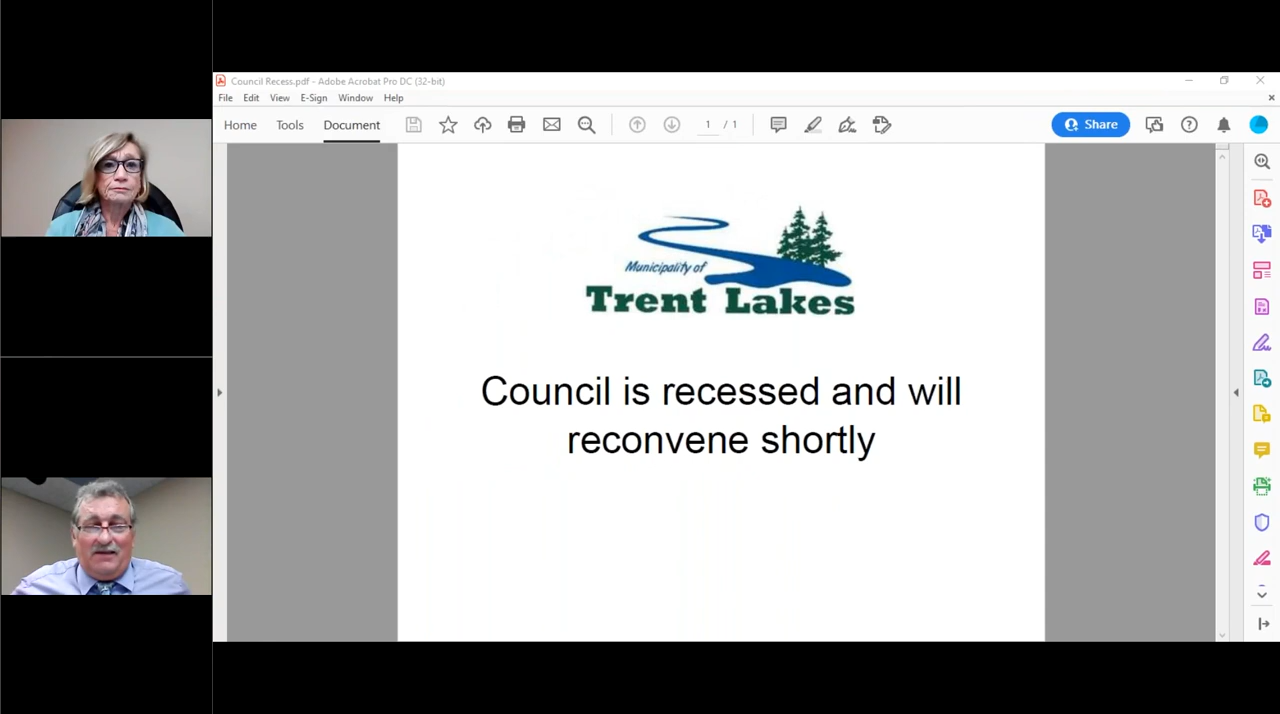 Council Recess.pdf - Adobe Acrobat Pro DC (32-bit)
File Edit View E-Sign Window Help
Home Tools Document 1 / 1 Share
Municipality of
Trent Lakes
Council is recessed and will
reconvene shortly